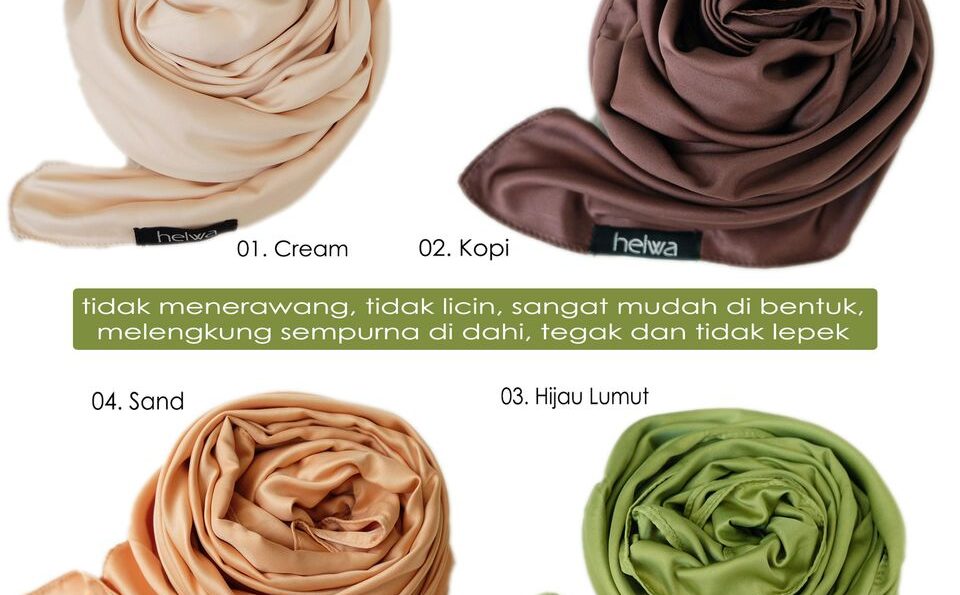 helwa
helwa
01. Cream
02. Kopi
tidak menerawang, tidak licin, sangat mudah di bentuk,
melengkung sempurna di dahi, tegak dan tidak lepek
04. Sand
03. Hijau Lumut